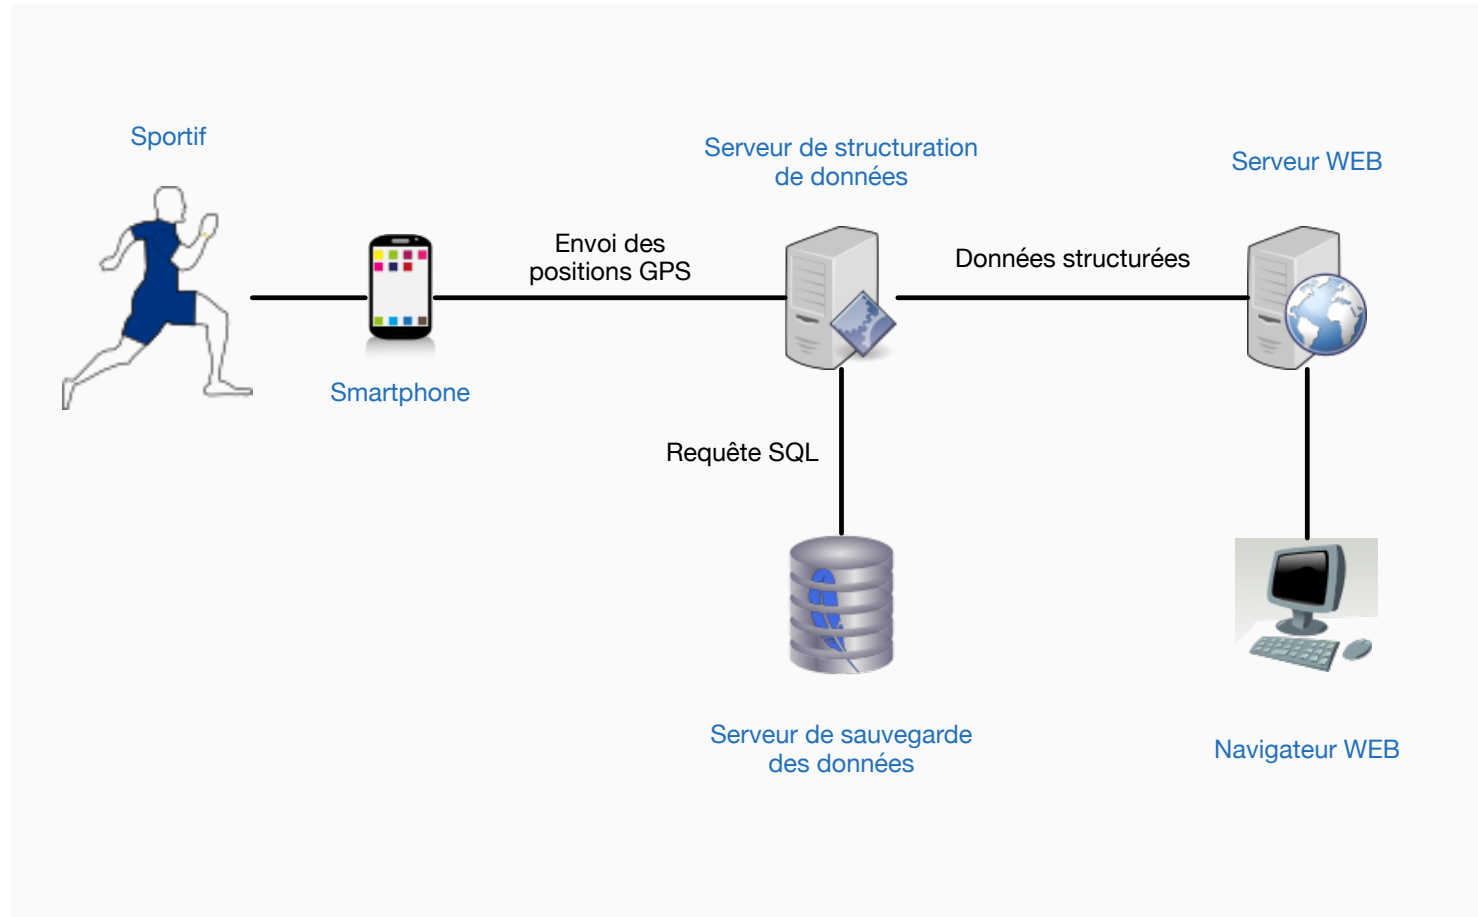 Sportif
Serveur de structuration
de données
Serveur WEB
Envoi des
positions GPS
Données structurées
Smartphone
Requête SQL
Serveur de sauvegarde
des données
Navigateur WEB